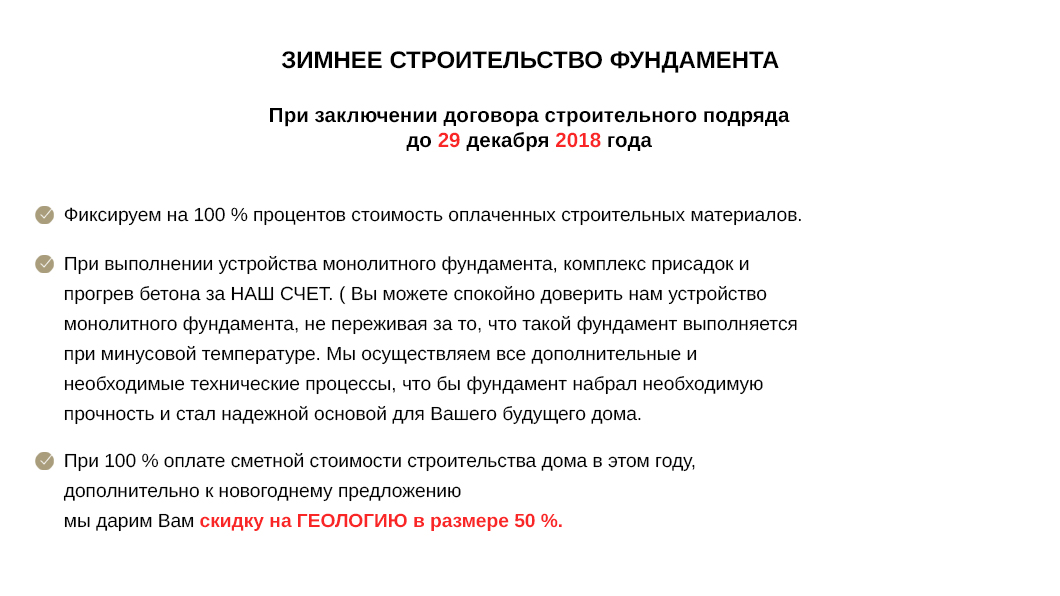 ЗИМНЕЕ СТРОИТЕЛЬСТВО ФУНДАМЕНТА
При заключении договора строительного подряда
до 29 декабря 2018 года
Фиксируем на 100 % процентов стоимость оплаченных строительных материалов.
При выполнении устройства монолитного фундамента, комплекс присадок и
прогрев бетона за НАШ СЧЕТ. ( Вы можете спокойно доверить нам устройство
монолитного фундамента, не переживая за то, что такой фундамент выполняется
при минусовой температуре. Мы осуществляем все дополнительные и
необходимые технические процессы, что бы фундамент набрал необходимую
прочность и стал надежной основой для Вашего будущего дома.
При 100 % оплате сметной стоимости строительства дома в этом году,
дополнительно к новогоднему предложению
мы дарим Вам скидку на ГЕОЛОГИЮ в размере 50 %.